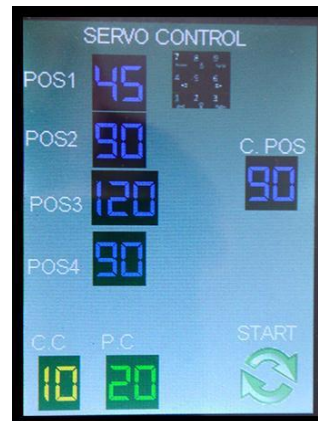 SERVO CONTROL
POS1 45
POS2 90
C. POS
POS3 120
90
POS4 90
C.C P.C START
10 20